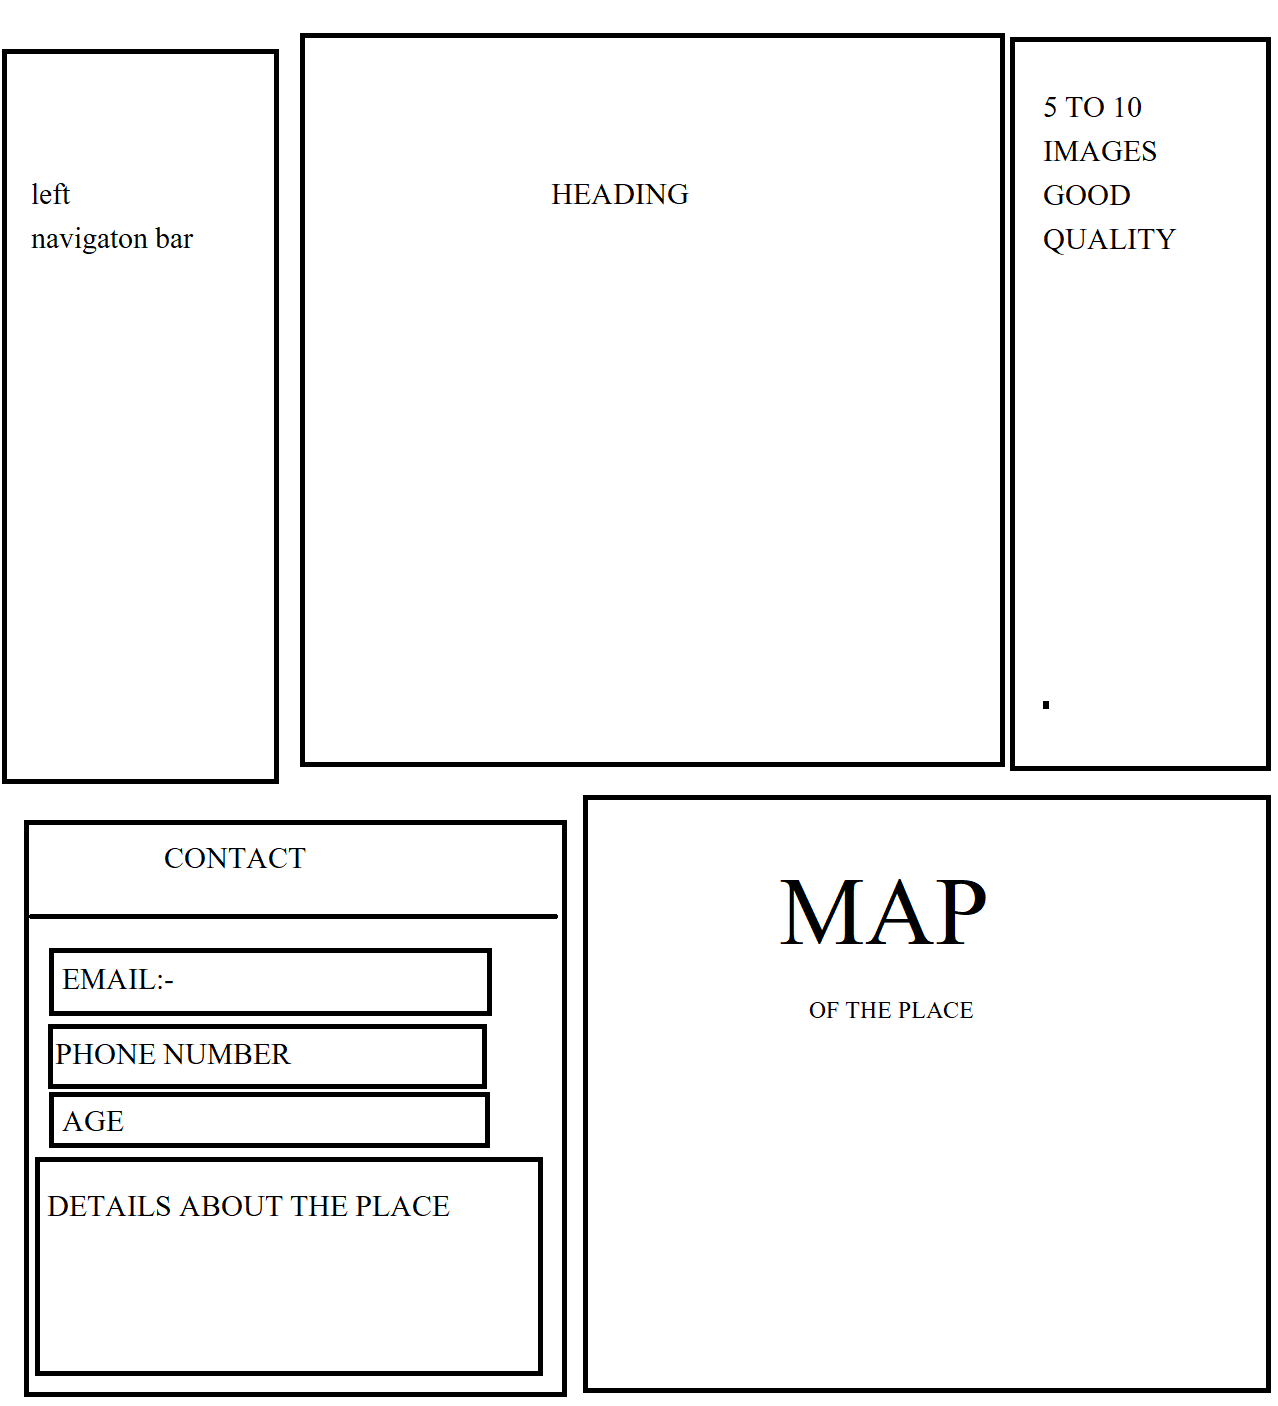 left
navigaton bar
HEADING
5 TO 10
IMAGES
GOOD
QUALITY
CONTACT
EMAIL:-
PHONE NUMBER
AGE
DETAILS ABOUT THE PLACE
MAP
OF THE PLACE